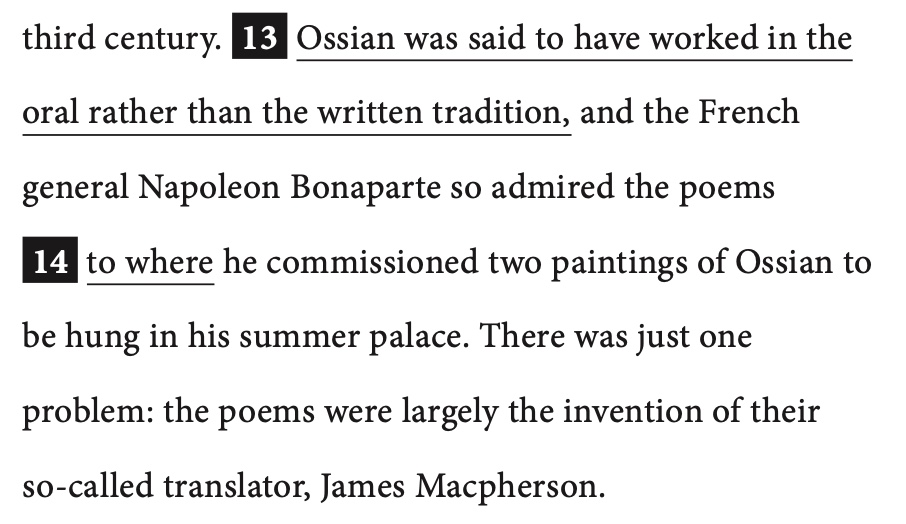 third century. 13 Ossian was said to have worked in the
oral rather than the written tradition, and the French
general Napoleon Bonaparte so admired the poems
14 to where he commissioned two paintings of Ossian to
be hung in his summer palace. There was just one
problem: the poems were largely the invention of their
so-called translator, James Macpherson.